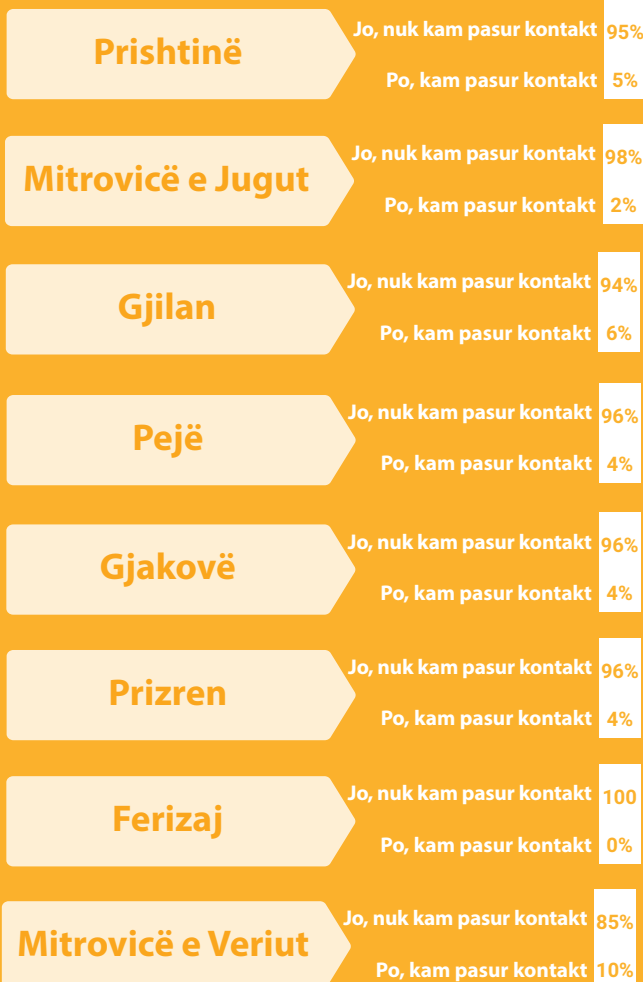 Prishtinë
Jo, nuk kam pasur kontakt 95%
Po, kam pasur kontakt 5%
Mitrovicë e Jugut
Jo, nuk kam pasur kontakt 98%
Po, kam pasur kontakt 2%
Gjilan
Jo, nuk kam pasur kontakt 94%
Po, kam pasur kontakt 6%
Pejë
Jo, nuk kam pasur kontakt 96%
Po, kam pasur kontakt 4%
Gjakovë
Jo, nuk kam pasur kontakt 96%
Po, kam pasur kontakt 4%
Prizren
Jo, nuk kam pasur kontakt 96%
Po, kam pasur kontakt 4%
Ferizaj
Jo, nuk kam pasur kontakt 100
Po, kam pasur kontakt 0%
Mitrovicë e Veriut
Jo, nuk kam pasur kontakt 85%
Po, kam pasur kontakt 10%